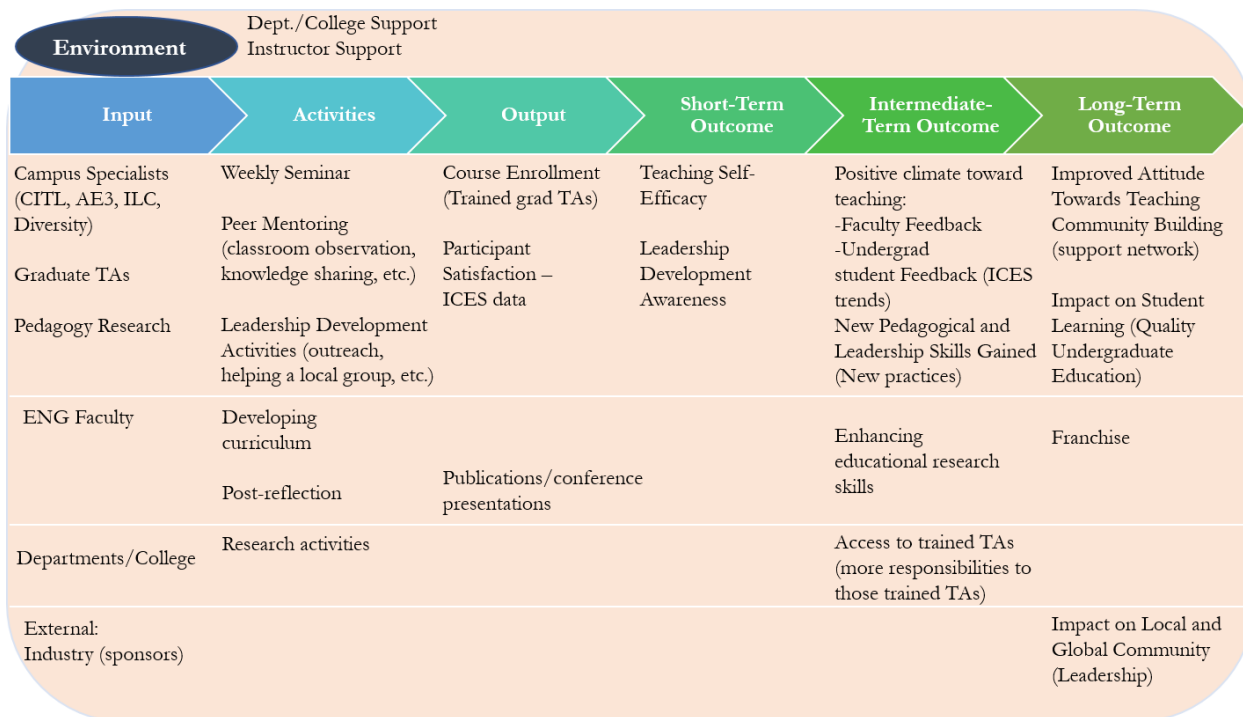 Dept./College Support
Instructor Support
Environment
Input
Activities
Output
Short-Term
Outcome
Intermediate-
Term Outcome
Long-Term
Outcome
Campus Specialists
(CITL, AE3, ILC,
Diversity)
Graduate TAs
Pedagogy Research
Weekly Seminar
Peer Mentoring
(classroom observation,
knowledge sharing, etc.)
Leadership Development
Activities (outreach,
helping a local group, etc.)
Course Enrollment
(Trained grad TAs)
Participant
Satisfaction –
ICES data
Teaching Self-
Efficacy
Leadership
Development
Awareness
Positive climate toward
teaching:
-Faculty Feedback
-Undergrad
student Feedback (ICES
trends)
New Pedagogical and
Leadership Skills Gained
(New practices)
Improved Attitude
Towards Teaching
Community Building
(support network)
Impact on Student
Learning (Quality
Undergraduate
Education)
ENG Faculty
Developing
curriculum
Post-reflection
Publications/conference
presentations
Enhancing
educational research
skills
Franchise
Departments/College
Research activities
Access to trained TAs
(more responsibilities to
those trained TAs)
External:
Industry (sponsors)
Impact on Local and
Global Community
(Leadership)